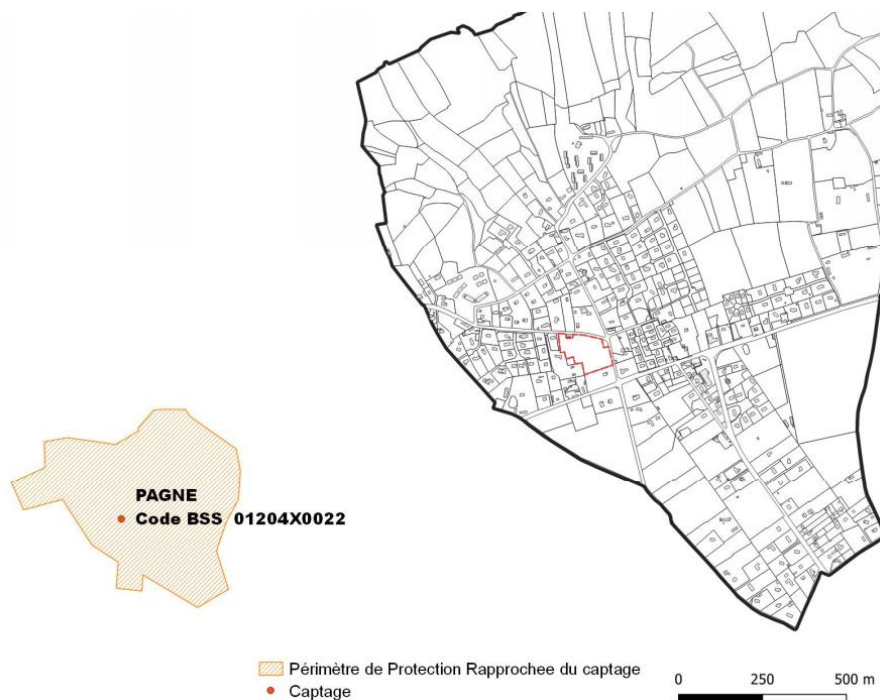 PAGNE
Code BSS 01204X0022
Périmètre de Protection Rapprochee du captage
Captage
0 250 500 m